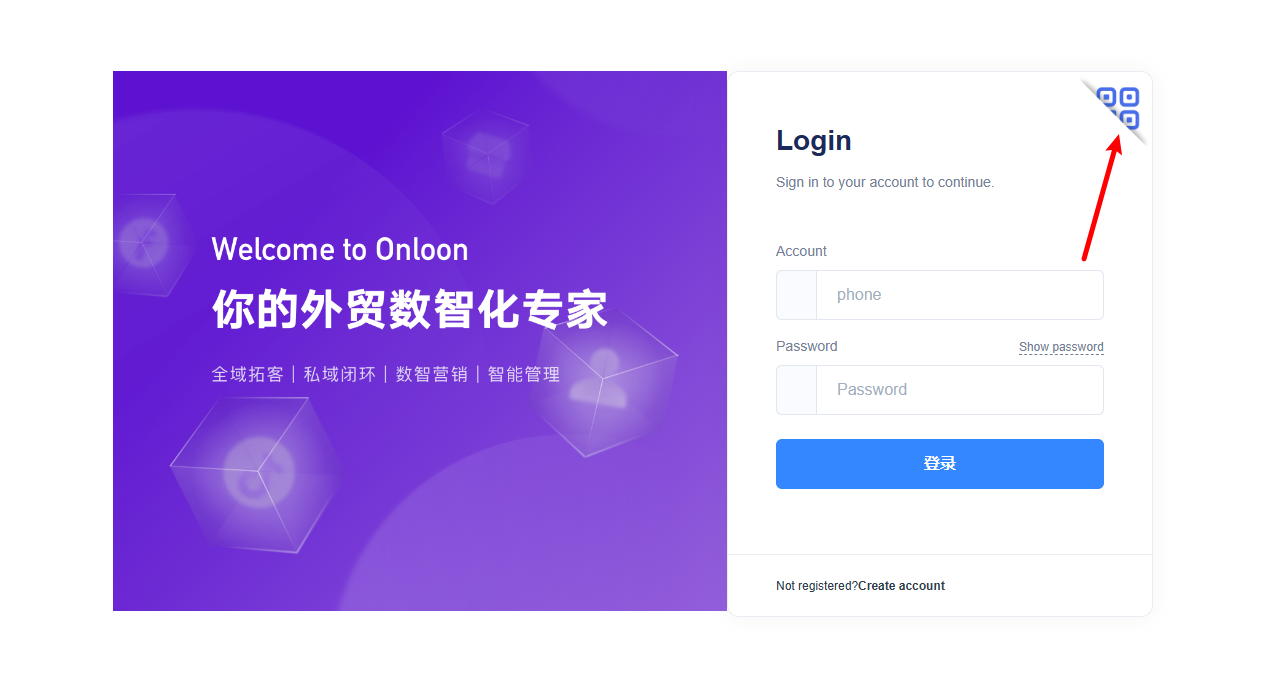 Welcome to Onloon
你的外贸数智化专家
全域拓客｜私域闭环｜数智营销｜智能管理
Login
Sign in to your account to continue.
Account
phone
Password
Show password
Password
登录
Not registered?Create account